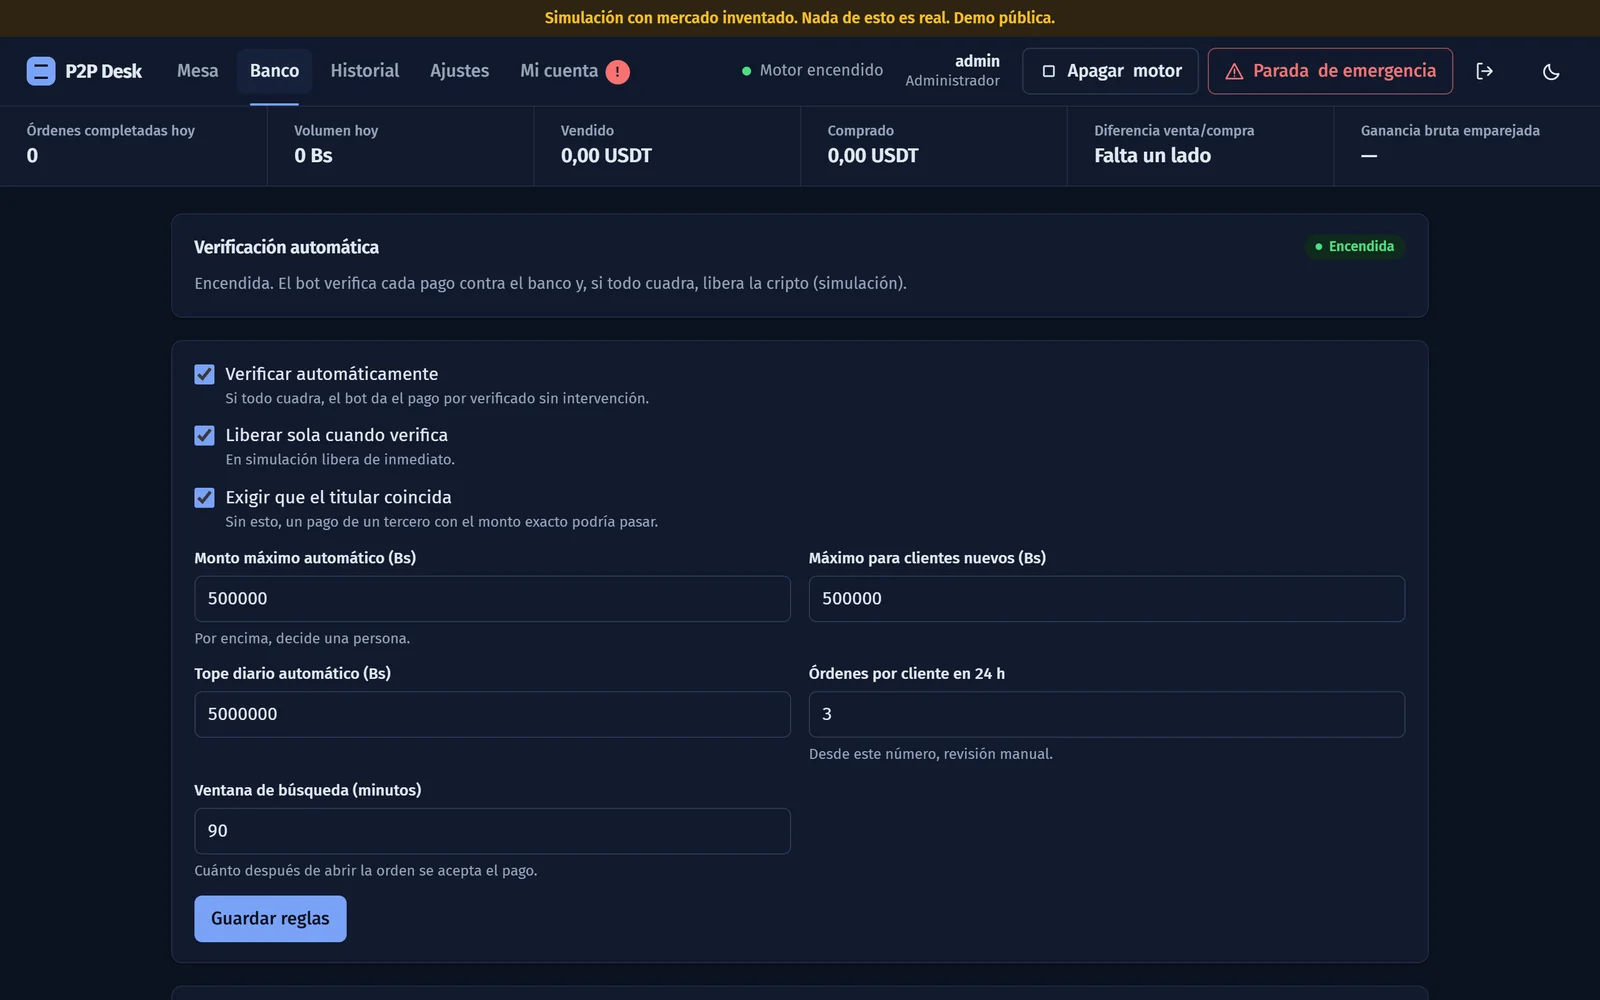 Simulación con mercado inventado. Nada de esto es real. Demo pública.
P2P Desk
Mesa
Banco
Historial
Ajustes
Mi cuenta !
Motor encendido
admin
Administrador
Apagar motor
Parada de emergencia
Órdenes completadas hoy
0
Volumen hoy
0 Bs
Vendido
0,00 USDT
Comprado
0,00 USDT
Diferencia venta/compra
Falta un lado
Ganancia bruta emparejada
—
Verificación automática
Encendida
Encendida. El bot verifica cada pago contra el banco y, si todo cuadra, libera la cripto (simulación).
Verificar automáticamente
Si todo cuadra, el bot da el pago por verificado sin intervención.
Liberar sola cuando verifica
En simulación libera de inmediato.
Exigir que el titular coincida
Sin esto, un pago de un tercero con el monto exacto podría pasar.
Monto máximo automático (Bs)
500000
Por encima, decide una persona.
Máximo para clientes nuevos (Bs)
500000
Tope diario automático (Bs)
5000000
Órdenes por cliente en 24 h
3
Desde este número, revisión manual.
Ventana de búsqueda (minutos)
90
Cuánto después de abrir la orden se acepta el pago.
Guardar reglas